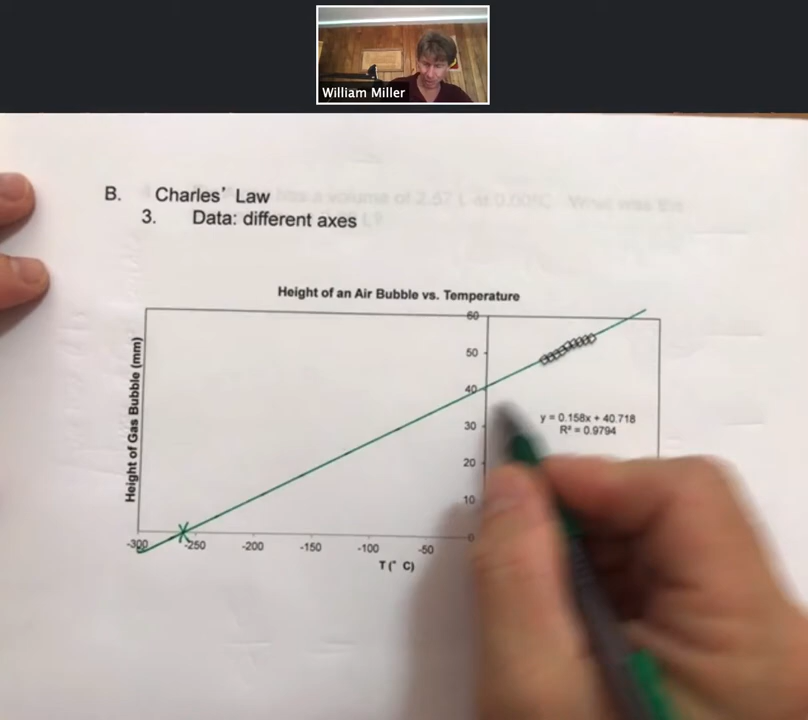 William Miller
B. Charles' Law
3. Data: different axes
Height of an Air Bubble vs. Temperature
Height of Gas Bubble (mm)
60
50
40
30
20
10
0
y = 0.158x + 40.718
R² = 0.9794
-300 -250 -200 -150 -100 -50
T (° C)